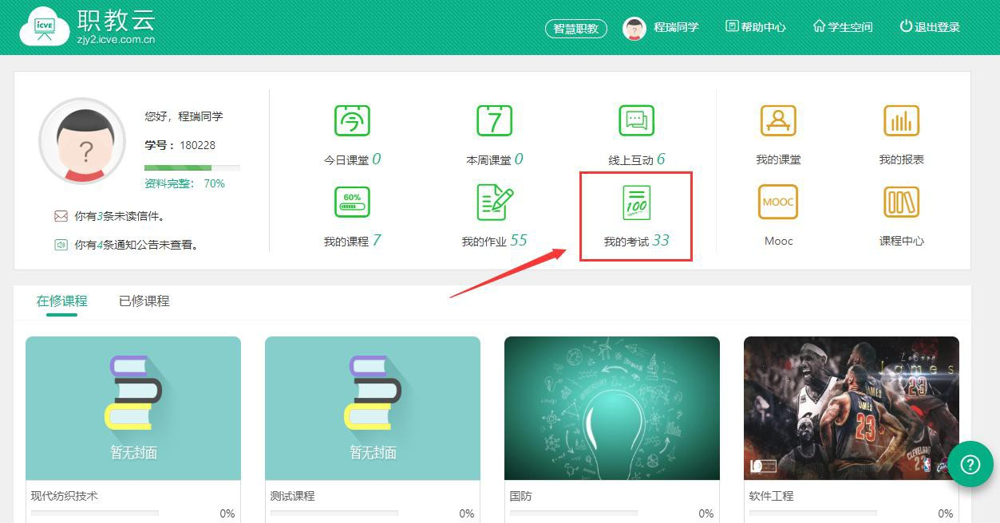 icve
职教云
zjy2.icve.com.cn
智慧职教
程瑞同学
帮助中心
学生空间
退出登录
您好，程瑞同学
学号：180228
资料完整： 70%
你有3条未读信件。
你有4条通知公告未查看。
今
今日课堂 0
7
本周课堂 0
线上互动 6
我的课堂
我的报表
60%
我的课程 7
我的作业 55
100
我的考试 33
MOOC
Mooc
课程中心
在修课程
已修课程
暂无封面
暂无封面
James
23
JAMES
23
CLEVELAND
23
现代纺织技术
0%
测试课程
0%
国防
0%
软件工程
0%